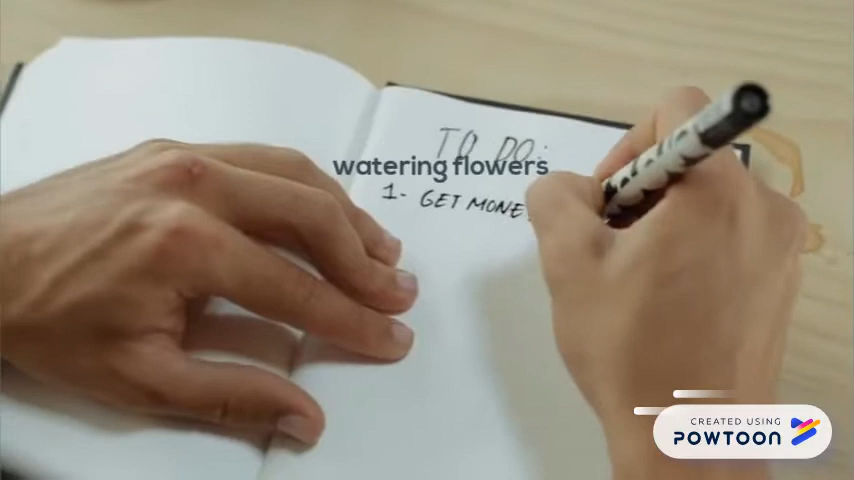 TO DO:
watering flowers
1- GET MONE
CREATED USING
POWTOON